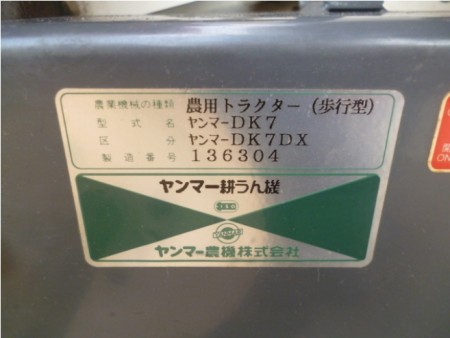 農業機械の種類 農用トラクター (歩行型)
型式名 ヤンマーDK7
区分 ヤンマーDK7DX
製造番号 136304
ヤンマー耕うん機
ヤンマー農機株式会社
ON